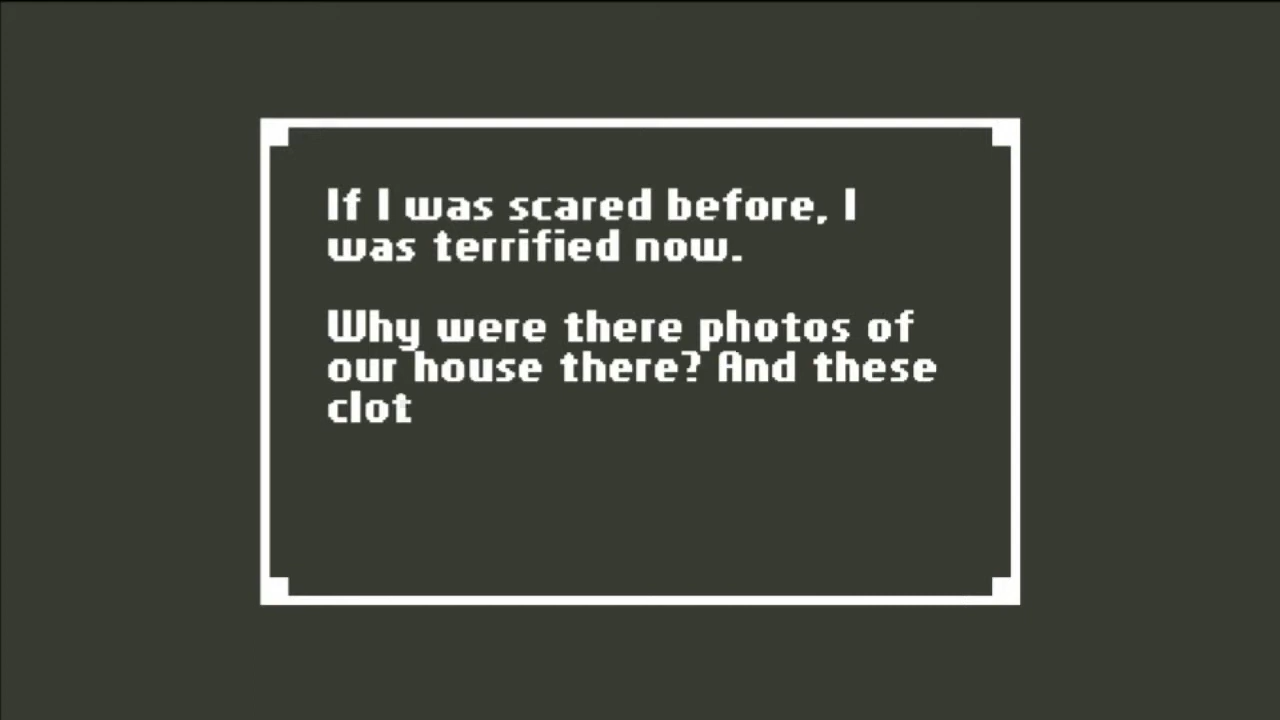 If I was scared before, I
was terrified now.
Why were there photos of
our house there? And these
clot